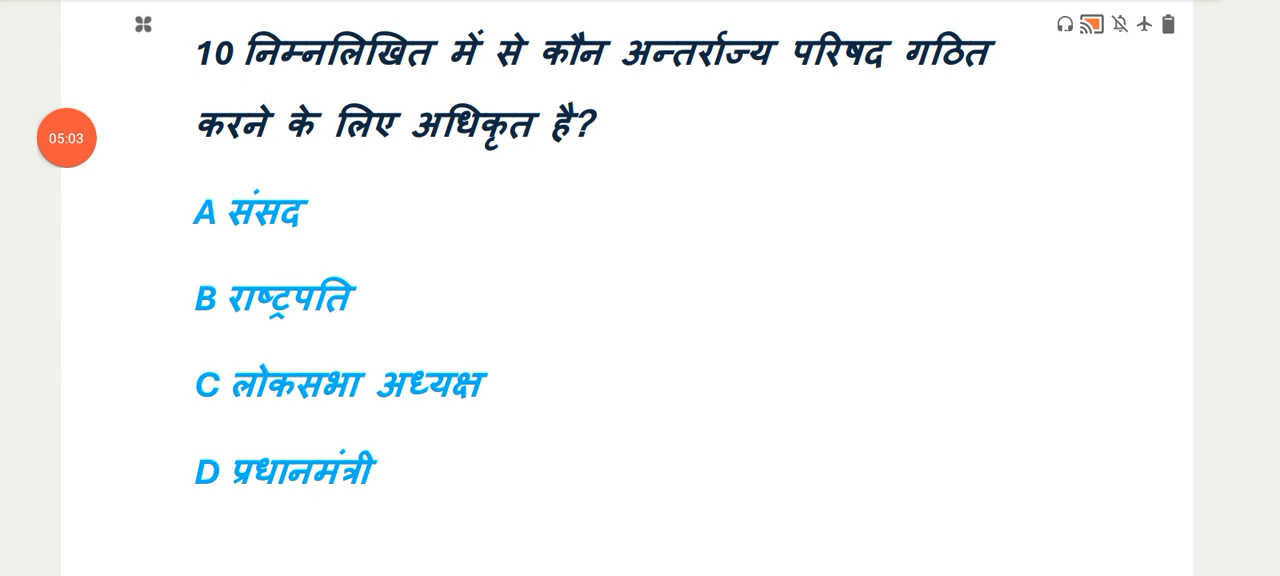 10 निम्नलिखित में से कौन अन्तर्राज्य परिषद गठित
करने के लिए अधिकृत है?
05:03
A संसद
B राष्ट्रपति
C लोकसभा अध्यक्ष
D प्रधानमंत्री